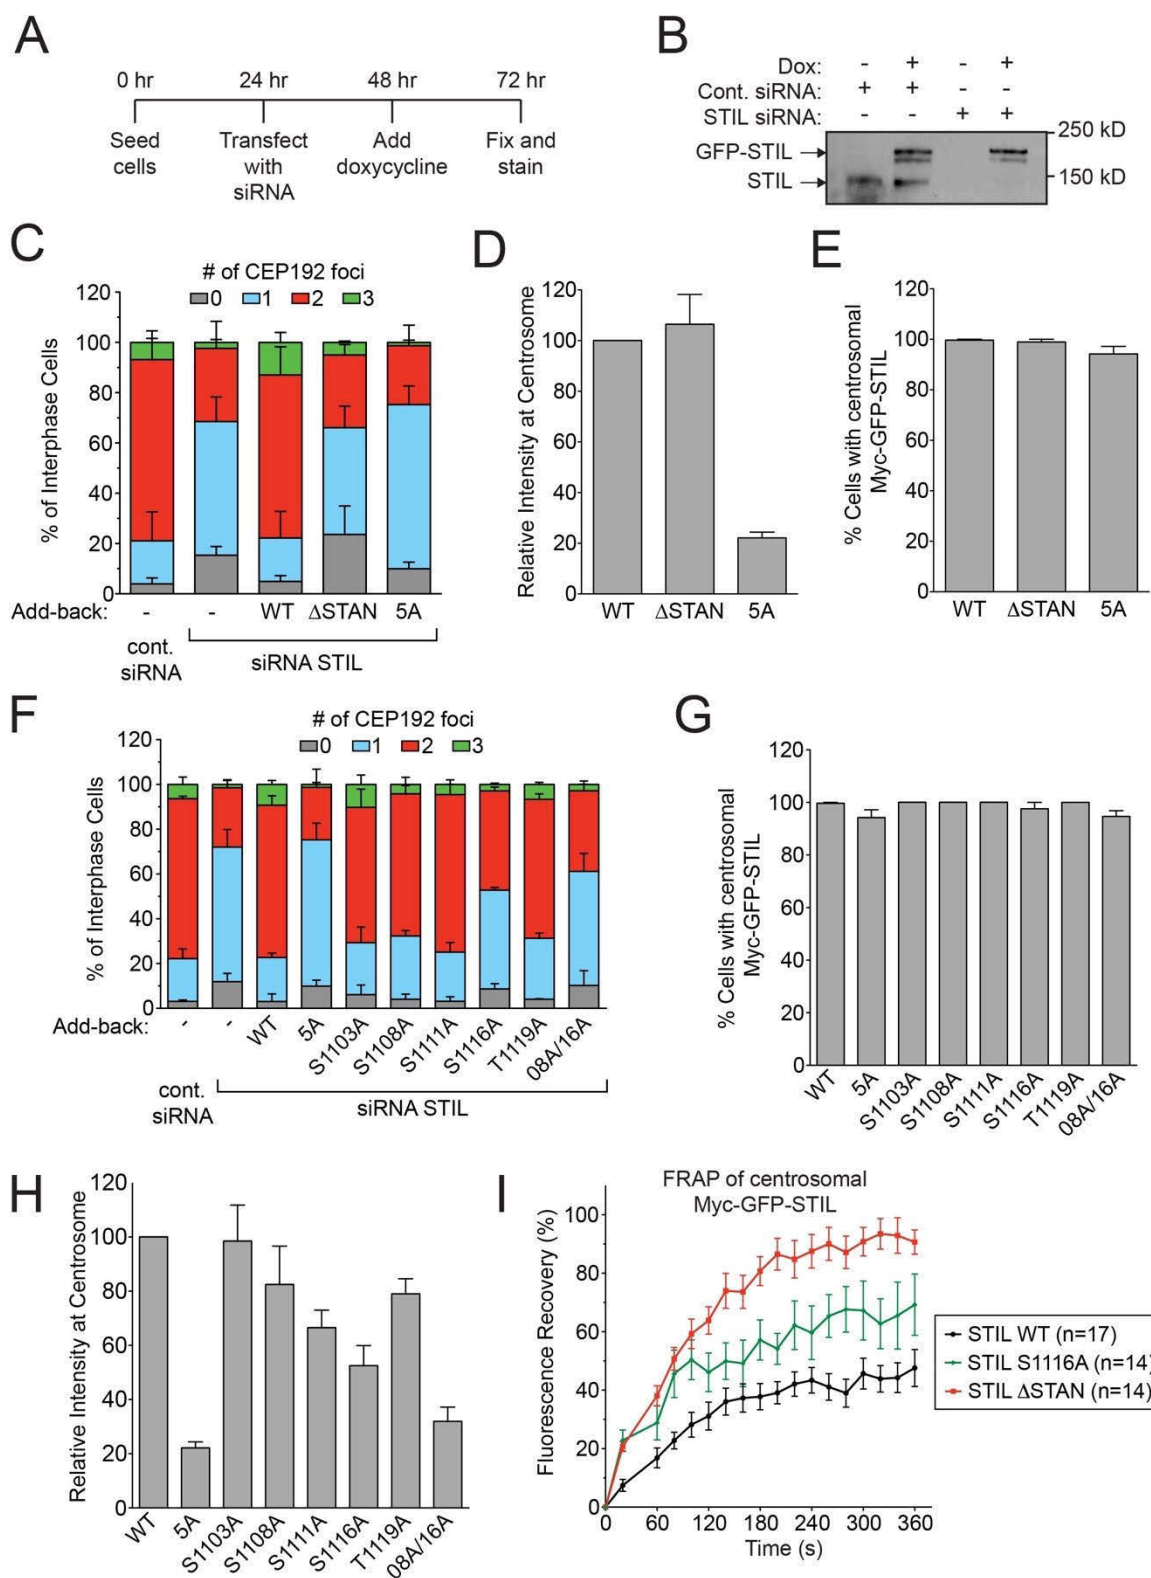 A
0 hr 24 hr 48 hr 72 hr
Seed cells
Transfect with siRNA
Add doxycycline
Fix and stain
B
Dox: - + - +
Cont. siRNA: + + - -
STIL siRNA: - - + +
250 kD
GFP-STIL
STIL
150 kD
C
# of CEP192 foci
0 1 2 3
% of Interphase Cells
120
100
80
60
40
20
0
Add-back: - - WT ΔSTAN 5A
cont. siRNA
siRNA STIL
D
Relative Intensity at Centrosome
120
100
80
60
40
20
0
WT ΔSTAN 5A
E
% Cells with centrosomal
Myc-GFP-STIL
120
100
80
60
40
20
0
WT ΔSTAN 5A
F
# of CEP192 foci
0 1 2 3
% of Interphase Cells
120
100
80
60
40
20
0
Add-back: - - WT 5A S1103A S1108A S1111A S1116A T1119A 08A/16A
cont. siRNA
siRNA STIL
G
% Cells with centrosomal
Myc-GFP-STIL
120
100
80
60
40
20
0
WT 5A S1103A S1108A S1111A S1116A T1119A 08A/16A
H
Relative Intensity at Centrosome
120
100
80
60
40
20
0
WT 5A S1103A S1108A S1111A S1116A T1119A 08A/16A
I
FRAP of centrosomal
Myc-GFP-STIL
Fluorescence Recovery (%)
100
80
60
40
20
0
0 60 120 180 240 300 360
Time (s)
STIL WT (n=17)
STIL S1116A (n=14)
STIL ΔSTAN (n=14)